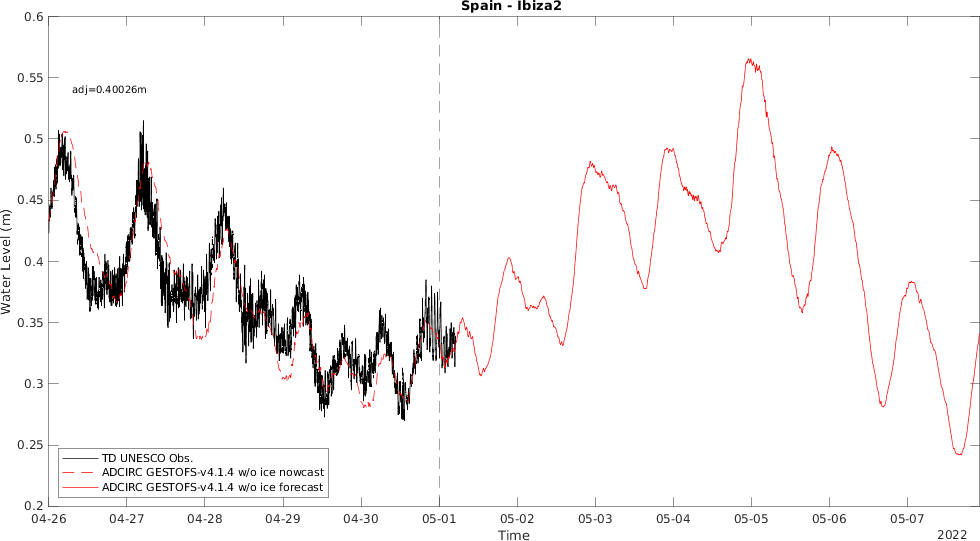 Spain - Ibiza2
0.6
0.55
0.5
0.45
0.4
0.35
0.3
0.25
0.2
Water Level (m)
adj=0.40026m
TD UNESCO Obs.
ADCIRC GESTOFS-v4.1.4 w/o ice nowcast
ADCIRC GESTOFS-v4.1.4 w/o ice forecast
04-26 04-27 04-28 04-29 04-30 05-01 05-02 05-03 05-04 05-05 05-06 05-07
Time
2022